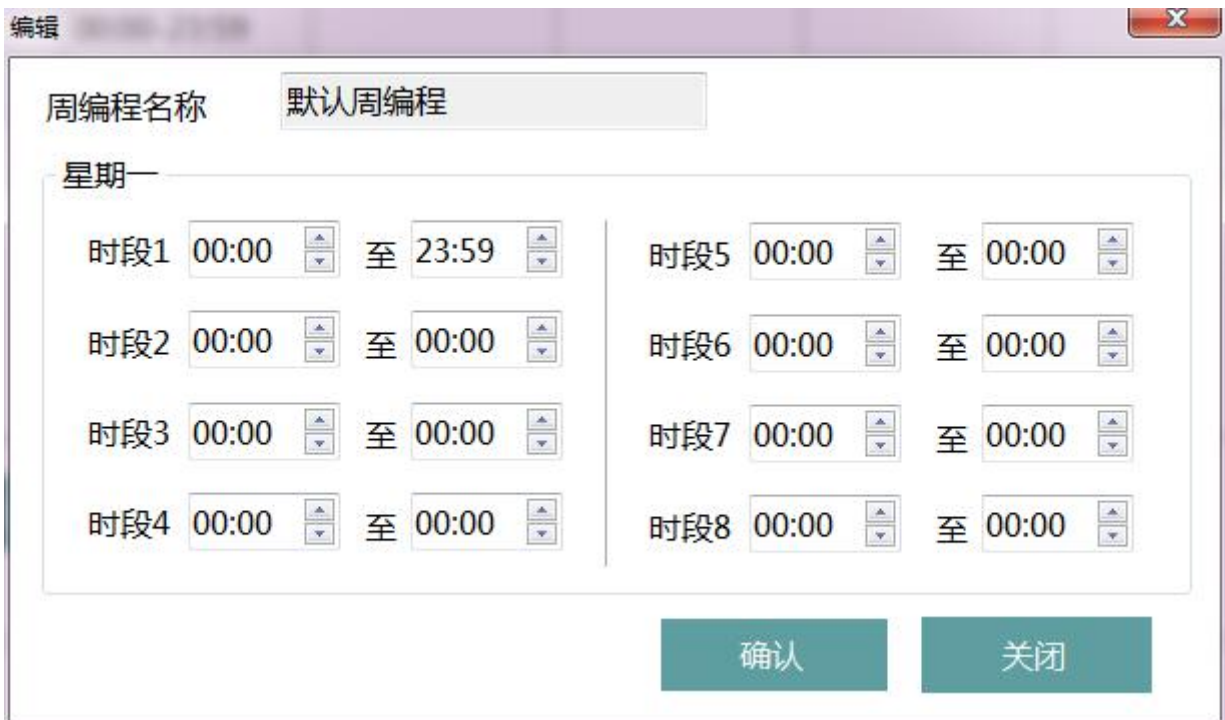 编辑
周编程名称 默认周编程
星期一
时段1 00:00 至 23:59 时段5 00:00 至 00:00
时段2 00:00 至 00:00 时段6 00:00 至 00:00
时段3 00:00 至 00:00 时段7 00:00 至 00:00
时段4 00:00 至 00:00 时段8 00:00 至 00:00
确认 关闭